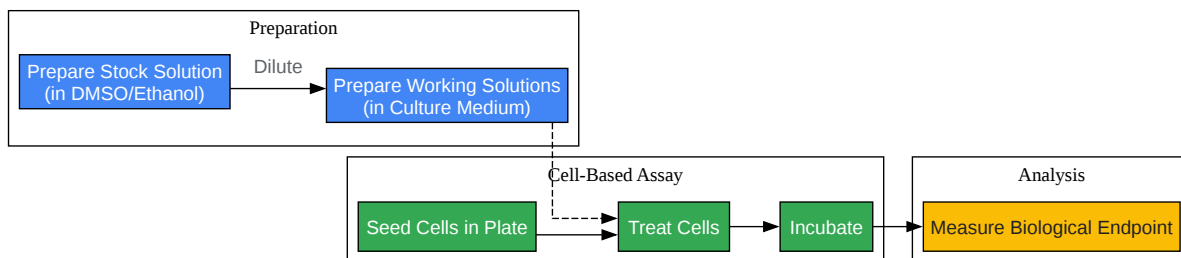 Preparation
Prepare Stock Solution
(in DMSO/Ethanol)
Dilute
Prepare Working Solutions
(in Culture Medium)
Cell-Based Assay
Seed Cells in Plate
Treat Cells
Incubate
Analysis
Measure Biological Endpoint